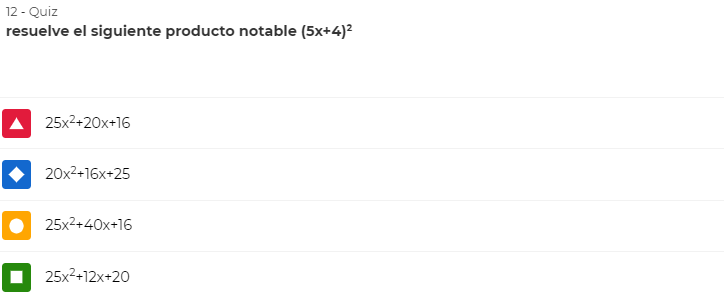 12 - Quiz
resuelve el siguiente producto notable (5x+4)²
25x²+20x+16
20x²+16x+25
25x²+40x+16
25x²+12x+20